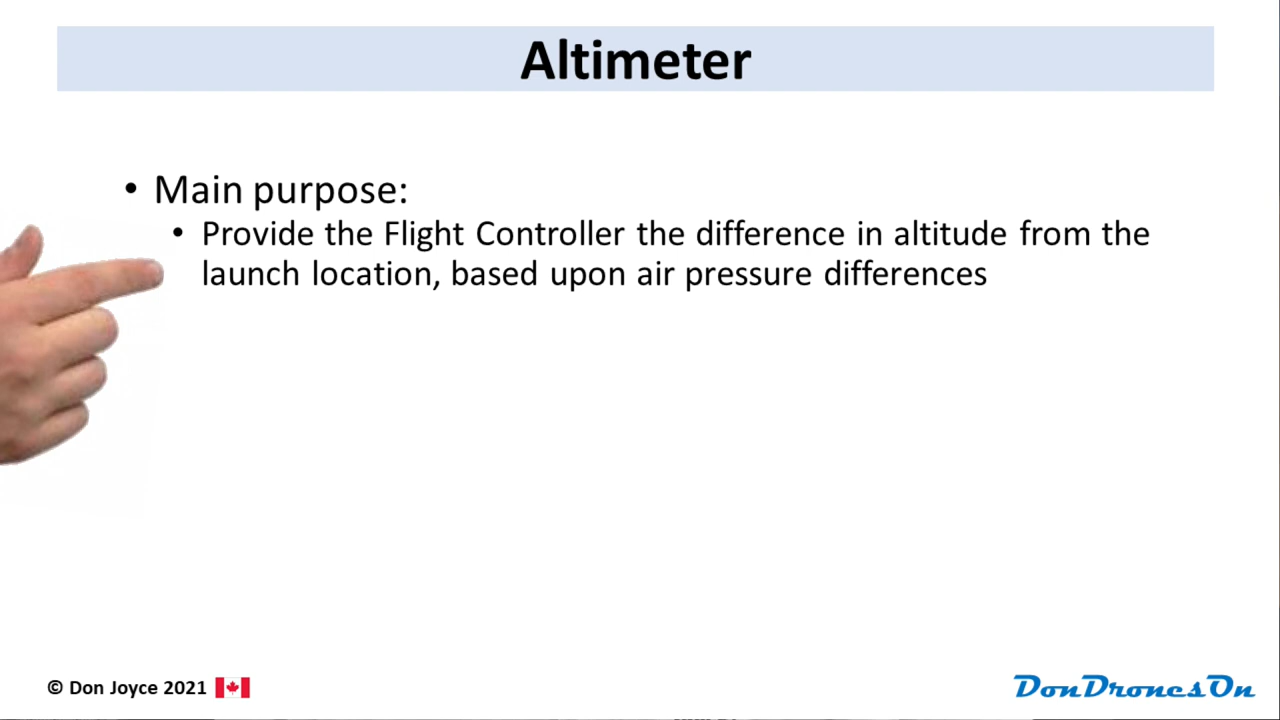 Altimeter
• Main purpose:
• Provide the Flight Controller the difference in altitude from the
launch location, based upon air pressure differences
© Don Joyce 2021
DonDronesOn